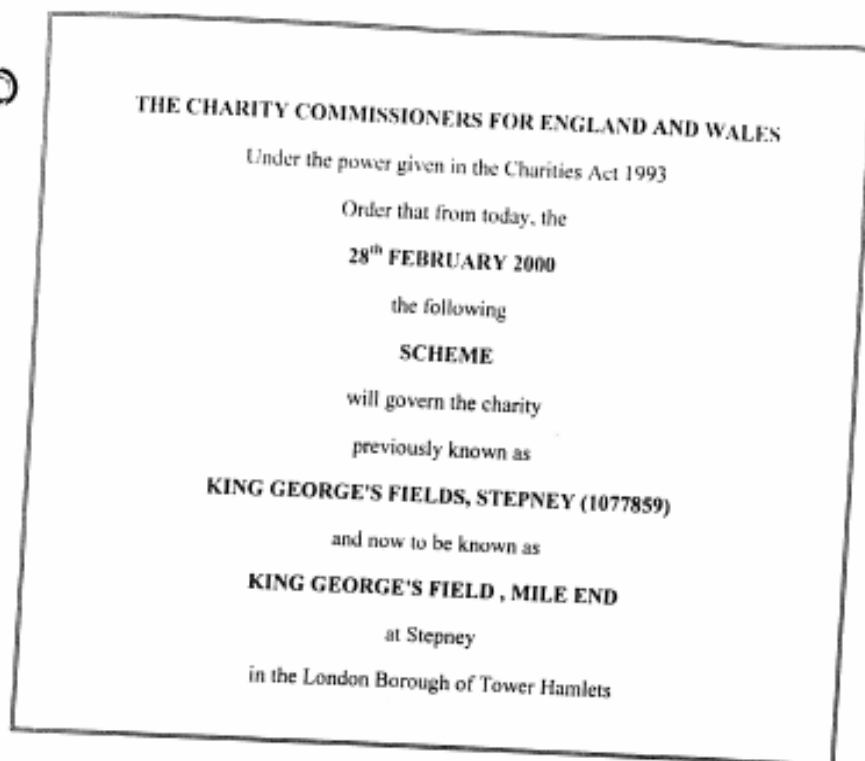 THE CHARITY COMMISSIONERS FOR ENGLAND AND WALES
Under the power given in the Charities Act 1993
Order that from today, the
28th FEBRUARY 2000
the following
SCHEME
will govern the charity
previously known as
KING GEORGE'S FIELDS, STEPNEY (1077859)
and now to be known as
KING GEORGE'S FIELD , MILE END
at Stepney
in the London Borough of Tower Hamlets